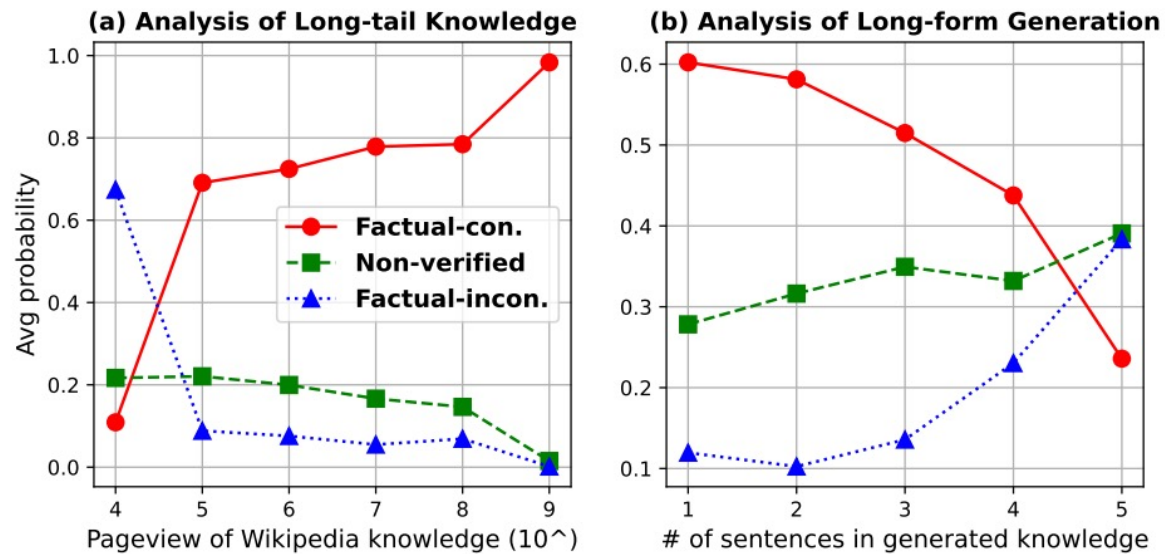 (a) Analysis of Long-tail Knowledge
Avg probability
1.0
0.8
0.6
0.4
0.2
0.0
Factual-con.
Non-verified
Factual-incon.
4 5 6 7 8 9
Pageview of Wikipedia knowledge (10^)
(b) Analysis of Long-form Generation
0.6
0.5
0.4
0.3
0.2
0.1
1 2 3 4 5
# of sentences in generated knowledge